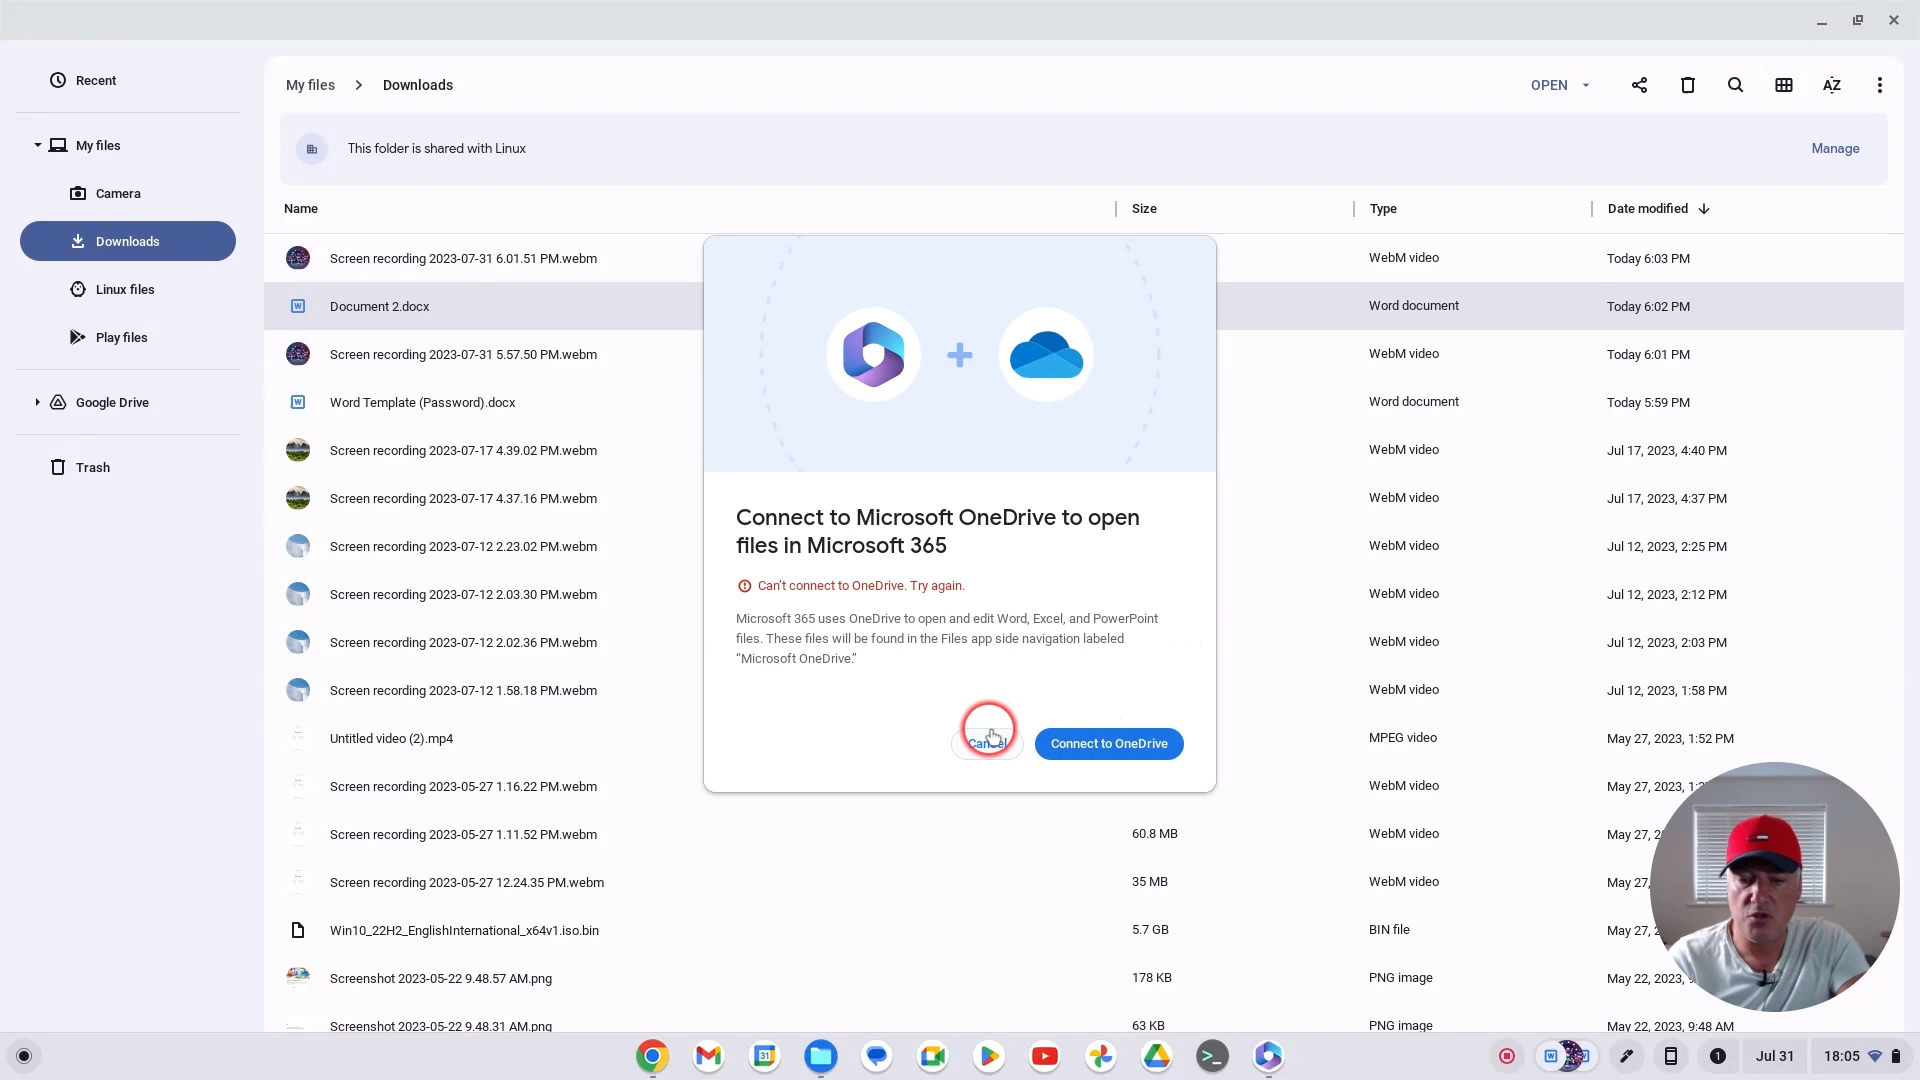 Recent
My files
Camera
Downloads
Linux files
Play files
Google Drive
Trash
My files > Downloads
OPEN
AZ
This folder is shared with Linux
Manage
Name Size Type Date modified
Screen recording 2023-07-31 6.01.51 PM.webm WebM video Today 6:03 PM
Document 2.docx Word document Today 6:02 PM
Screen recording 2023-07-31 5.57.50 PM.webm WebM video Today 6:01 PM
Word Template (Password).docx Word document Today 5:59 PM
Screen recording 2023-07-17 4.39.02 PM.webm WebM video Jul 17, 2023, 4:40 PM
Screen recording 2023-07-17 4.37.16 PM.webm WebM video Jul 17, 2023, 4:37 PM
Screen recording 2023-07-12 2.23.02 PM.webm WebM video Jul 12, 2023, 2:25 PM
Screen recording 2023-07-12 2.03.30 PM.webm WebM video Jul 12, 2023, 2:12 PM
Screen recording 2023-07-12 2.02.36 PM.webm WebM video Jul 12, 2023, 2:03 PM
Screen recording 2023-07-12 1.58.18 PM.webm WebM video Jul 12, 2023, 1:58 PM
Untitled video (2).mp4 MPEG video May 27, 2023, 1:52 PM
Screen recording 2023-05-27 1.16.22 PM.webm WebM video May 27, 2023,
Screen recording 2023-05-27 1.11.52 PM.webm 60.8 MB WebM video May 27,
Screen recording 2023-05-27 12.24.35 PM.webm 35 MB WebM video May 27,
Win10_22H2_EnglishInternational_x64v1.iso.bin 5.7 GB BIN file May 27,
Screenshot 2023-05-22 9.48.57 AM.png 178 KB PNG image May 22, 2023,
Screenshot 2023-05-22 9.48.31 AM.png 63 KB PNG image May 22, 2023, 9:48 AM
Connect to Microsoft OneDrive to open
files in Microsoft 365
Can't connect to OneDrive. Try again.
Microsoft 365 uses OneDrive to open and edit Word, Excel, and PowerPoint
files. These files will be found in the Files app side navigation labeled
“Microsoft OneDrive.”
Cancel
Connect to OneDrive
31
1
Jul 31
18:05